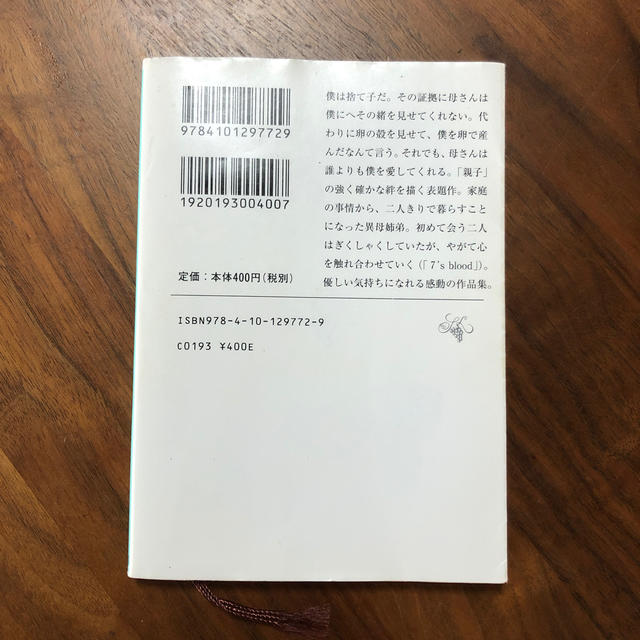 9784101297729
1920193004007
定価：本体400円（税別）
僕は捨て子だ。その証拠に母さんは
僕にへその緒を見せてくれない。代
わりに卵の殻を見せて、僕を卵で産
んだなんて言う。それでも、母さんは
誰よりも僕を愛してくれる。「親子」
の強く確かな絆を描く表題作。家庭
の事情から、二人きりで暮らすこと
になった異母姉弟。初めて会う二人
はぎくしゃくしていたが、やがて心
を触れ合わせていく（「7's blood」）。
優しい気持ちになれる感動の作品集。
ISBN978-4-10-129772-9
C0193 ¥400E